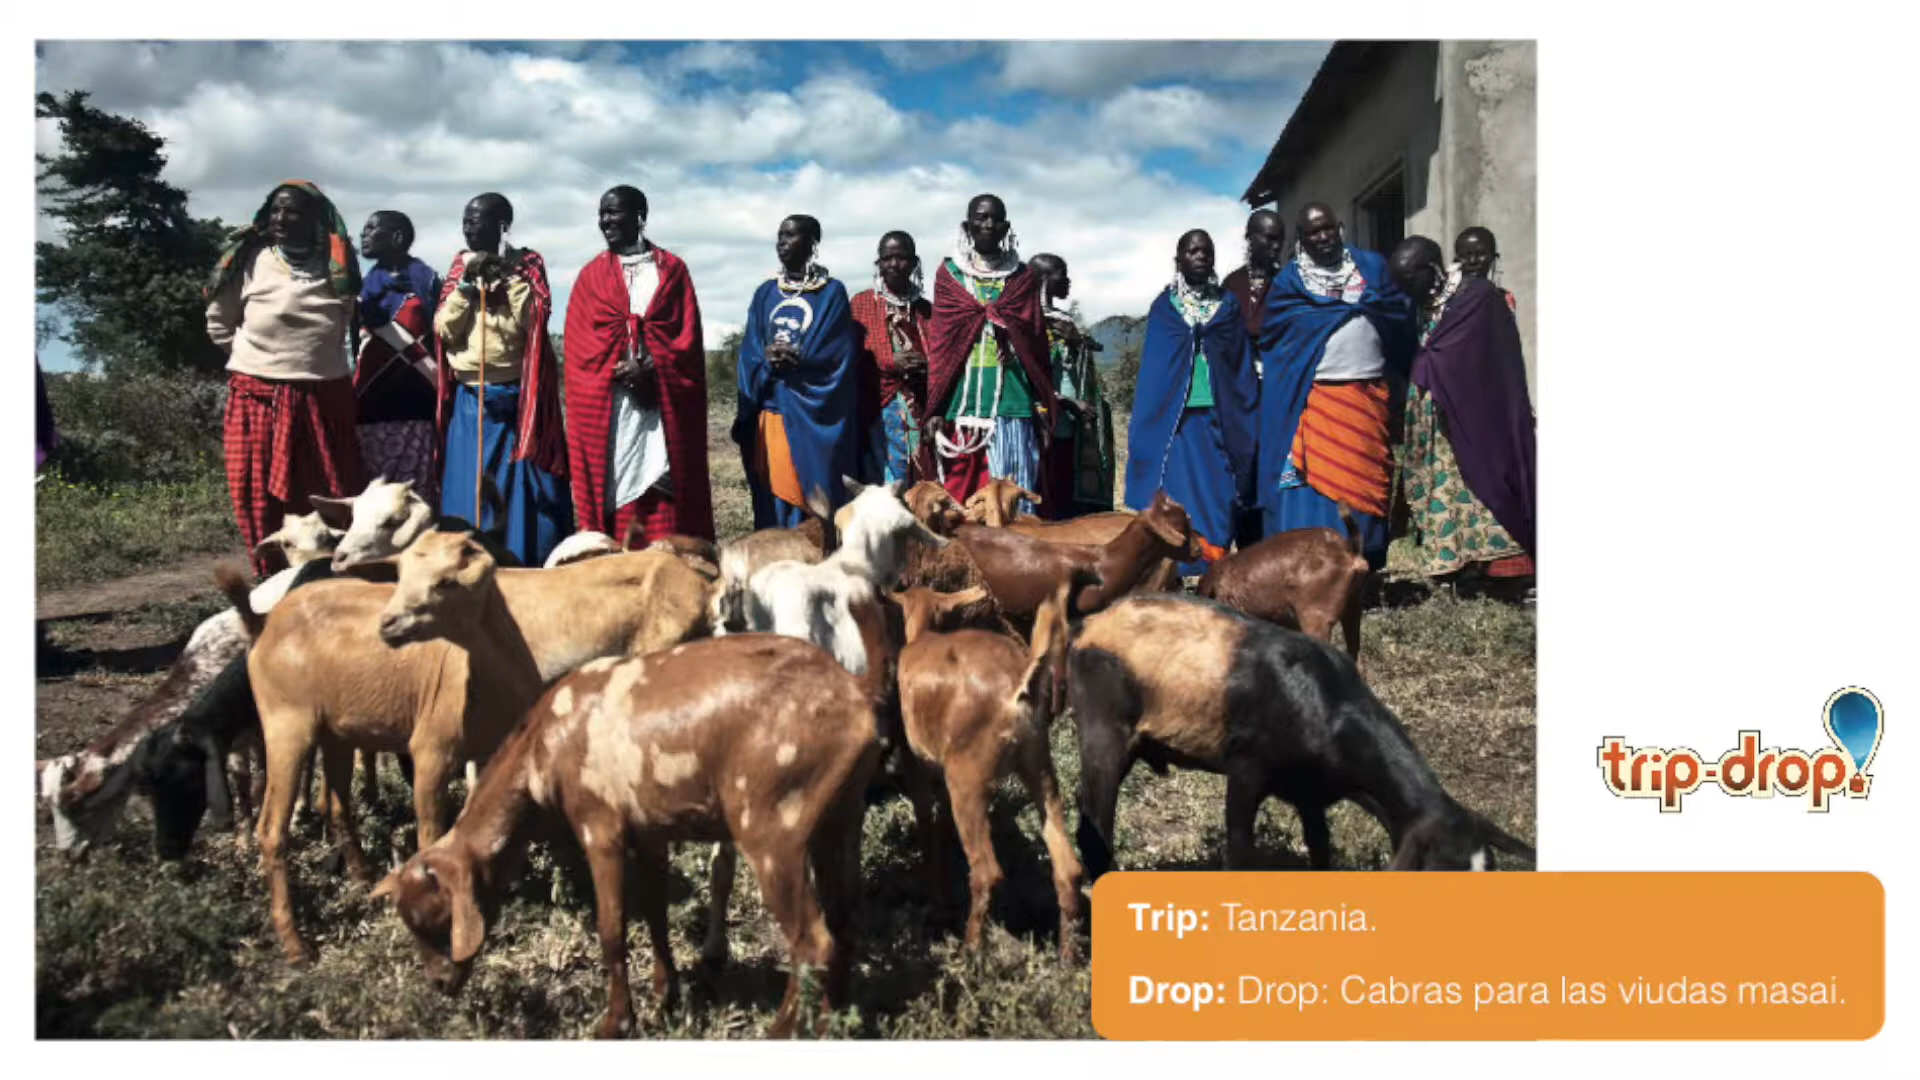 trip-drop!
Trip: Tanzania.
Drop: Drop: Cabras para las viudas masai.